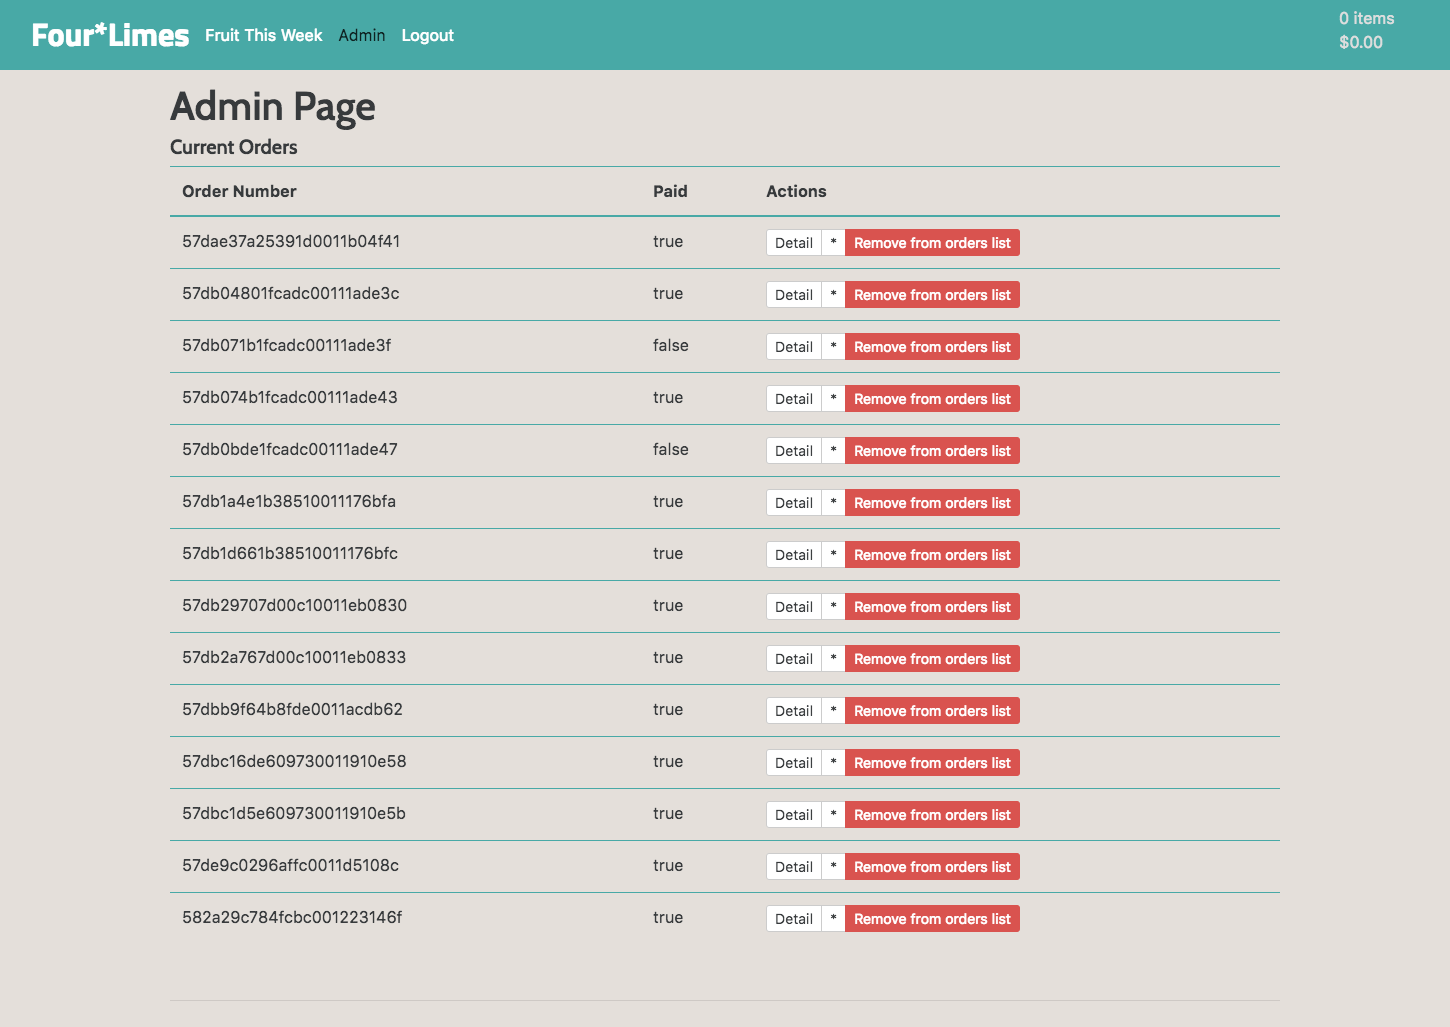 Four*Limes Fruit This Week Admin Logout 0 items
$0.00
Admin Page
Current Orders
Order Number Paid Actions
57dae37a25391d0011b04f41 true Detail * Remove from orders list
57db04801fcadc00111ade3c true Detail * Remove from orders list
57db071b1fcadc00111ade3f false Detail * Remove from orders list
57db074b1fcadc00111ade43 true Detail * Remove from orders list
57db0bde1fcadc00111ade47 false Detail * Remove from orders list
57db1a4e1b38510011176bfa true Detail * Remove from orders list
57db1d661b38510011176bfc true Detail * Remove from orders list
57db29707d00c10011eb0830 true Detail * Remove from orders list
57db2a767d00c10011eb0833 true Detail * Remove from orders list
57dbb9f64b8fde0011acdb62 true Detail * Remove from orders list
57dbc16de609730011910e58 true Detail * Remove from orders list
57dbc1d5e609730011910e5b true Detail * Remove from orders list
57de9c0296affc0011d5108c true Detail * Remove from orders list
582a29c784fcbc001223146f true Detail * Remove from orders list